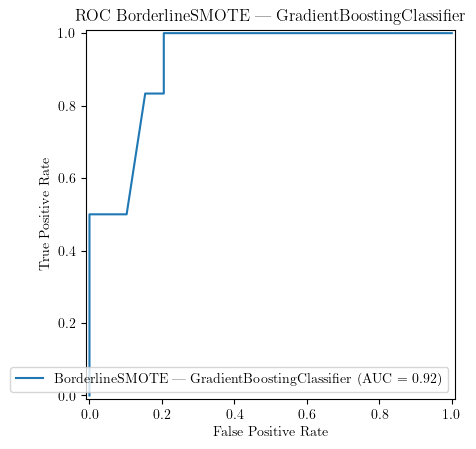 ROC BorderlineSMOTE — GradientBoostingClassifier
1.0
0.8
0.6
0.4
0.2
0.0
True Positive Rate
BorderlineSMOTE — GradientBoostingClassifier (AUC = 0.92)
0.0 0.2 0.4 0.6 0.8 1.0
False Positive Rate